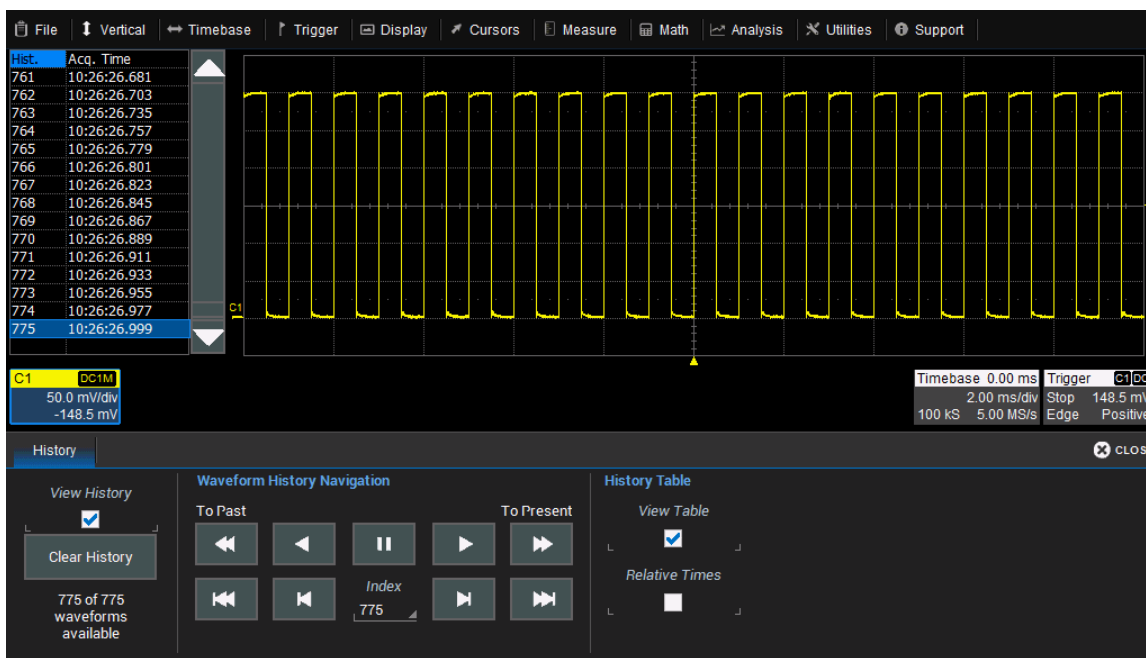 File Vertical Timebase Trigger Display Cursors Measure Math Analysis Utilities Support
Hist. Acq. Time
761 10:26:26.681
762 10:26:26.703
763 10:26:26.735
764 10:26:26.757
765 10:26:26.779
766 10:26:26.801
767 10:26:26.823
768 10:26:26.845
769 10:26:26.867
770 10:26:26.889
771 10:26:26.911
772 10:26:26.933
773 10:26:26.955
774 10:26:26.977
775 10:26:26.999
C1
C1 DC1M
50.0 mV/div
-148.5 mV
Timebase 0.00 ms
2.00 ms/div
100 kS 5.00 MS/s
Trigger C1 DC
Stop 148.5 mV
Edge Positive
History
CLOS
View History
Clear History
775 of 775
waveforms
available
Waveform History Navigation
To Past To Present
Index
775
History Table
View Table
Relative Times